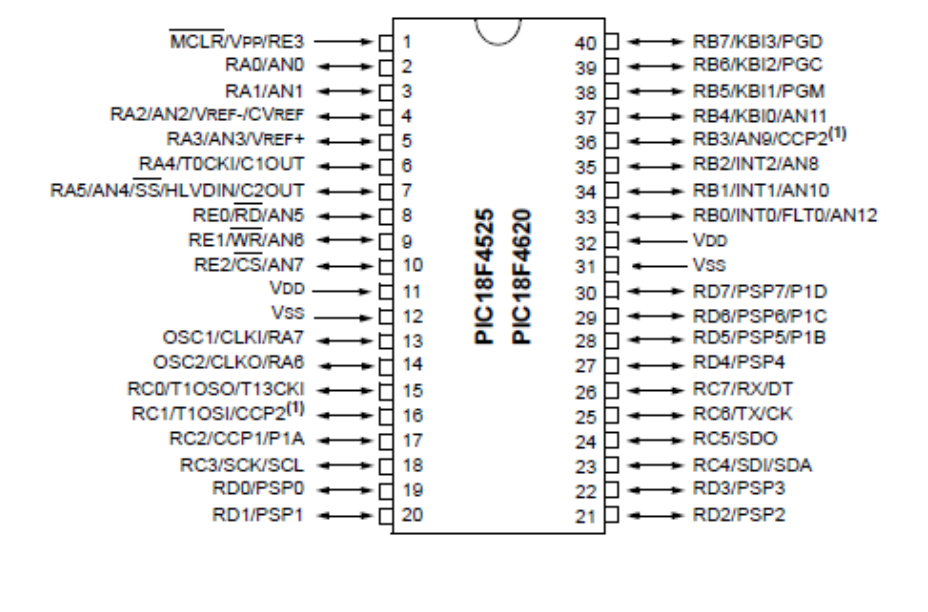 MCLR/VPP/RE3 1 40 RB7/KBI3/PGD
RA0/AN0 2 39 RB6/KBI2/PGC
RA1/AN1 3 38 RB5/KBI1/PGM
RA2/AN2/VREF-/CVREF 4 37 RB4/KBI0/AN11
RA3/AN3/VREF+ 5 36 RB3/AN9/CCP2(1)
RA4/T0CKI/C1OUT 6 35 RB2/INT2/AN8
RA5/AN4/SS/HLVDIN/C2OUT 7 34 RB1/INT1/AN10
RE0/RD/AN5 8 33 RB0/INT0/FLT0/AN12
RE1/WR/AN6 9 32 VDD
RE2/CS/AN7 10 31 VSS
VDD 11 30 RD7/PSP7/P1D
VSS 12 29 RD6/PSP6/P1C
OSC1/CLKI/RA7 13 28 RD5/PSP5/P1B
OSC2/CLKO/RA6 14 27 RD4/PSP4
RC0/T1OSO/T13CKI 15 26 RC7/RX/DT
RC1/T1OSI/CCP2(1) 16 25 RC6/TX/CK
RC2/CCP1/P1A 17 24 RC5/SDO
RC3/SCK/SCL 18 23 RC4/SDI/SDA
RD0/PSP0 19 22 RD3/PSP3
RD1/PSP1 20 21 RD2/PSP2
PIC18F4525
PIC18F4620